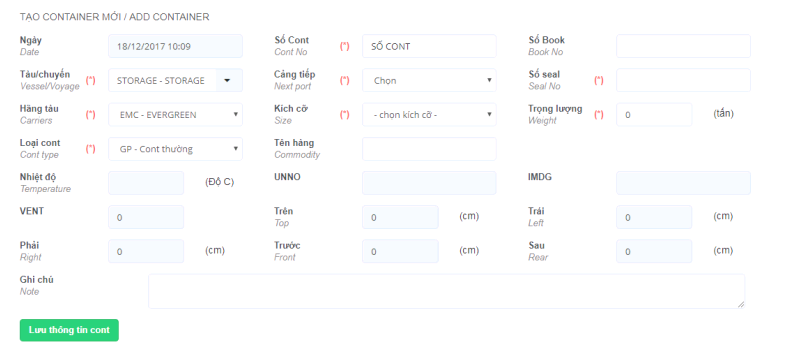 TẠO CONTAINER MỚI / ADD CONTAINER
Ngày Số Cont Số Book
Date 18/12/2017 10:09 Cont No (*) SỐ CONT Book No
Tàu/chuyến Cảng tiếp Số seal
Vessel/Voyage (*) STORAGE - STORAGE Next port (*) Chọn Seal No (*)
Hãng tàu Kích cỡ Trọng lượng
Carriers (*) EMC - EVERGREEN Size (*) - chọn kích cỡ - Weight (*) 0 (tấn)
Loại cont Tên hàng
Cont type (*) GP - Cont thường Commodity
Nhiệt độ (Độ C) UNNO IMDG
Temperature
VENT 0 Trên 0 (cm) Trái 0 (cm)
Top Left
Phải 0 (cm) Trước 0 (cm) Sau 0 (cm)
Right Front Rear
Ghi chú
Note
Lưu thông tin cont